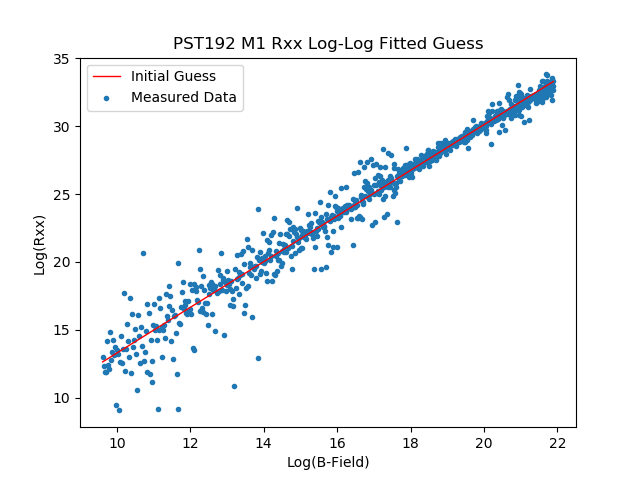 PST192 M1 Rxx Log-Log Fitted Guess
Initial Guess
Measured Data
35
30
25
20
15
10
Log(Rxx)
10
12
14
16
18
20
22
Log(B-Field)